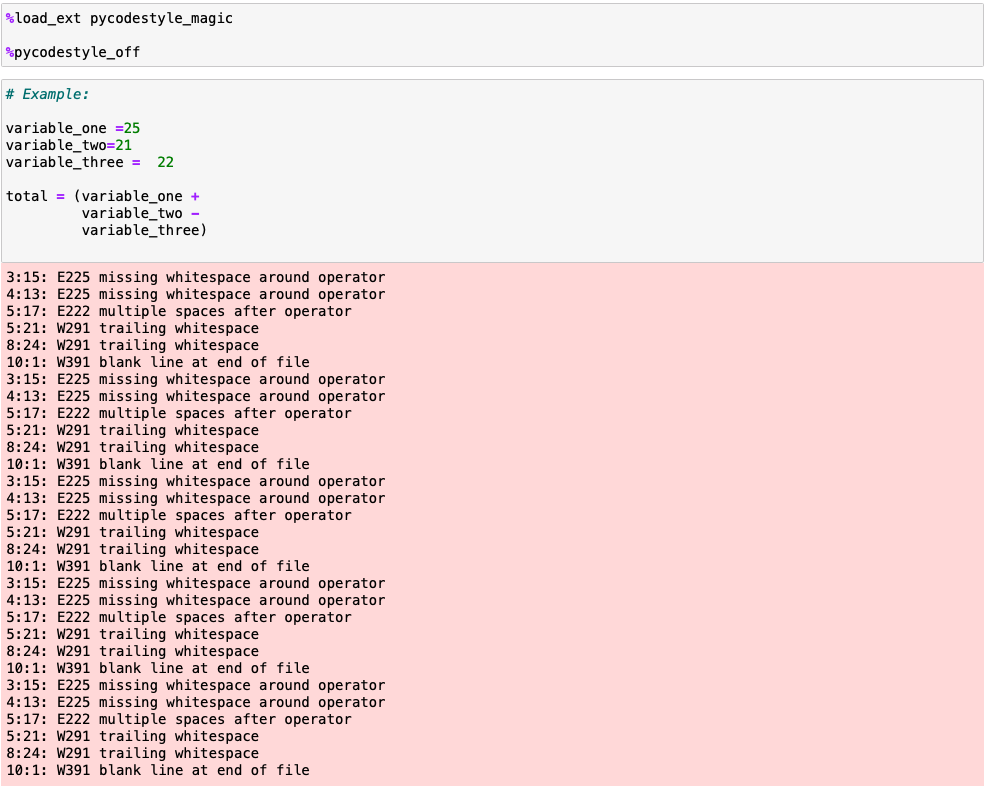 %load_ext pycodestyle_magic
%pycodestyle_off
# Example:
variable_one =25
variable_two=21
variable_three =  22
total = (variable_one +
         variable_two -
         variable_three)
3:15: E225 missing whitespace around operator
4:13: E225 missing whitespace around operator
5:17: E222 multiple spaces after operator
5:21: W291 trailing whitespace
8:24: W291 trailing whitespace
10:1: W391 blank line at end of file
3:15: E225 missing whitespace around operator
4:13: E225 missing whitespace around operator
5:17: E222 multiple spaces after operator
5:21: W291 trailing whitespace
8:24: W291 trailing whitespace
10:1: W391 blank line at end of file
3:15: E225 missing whitespace around operator
4:13: E225 missing whitespace around operator
5:17: E222 multiple spaces after operator
5:21: W291 trailing whitespace
8:24: W291 trailing whitespace
10:1: W391 blank line at end of file
3:15: E225 missing whitespace around operator
4:13: E225 missing whitespace around operator
5:17: E222 multiple spaces after operator
5:21: W291 trailing whitespace
8:24: W291 trailing whitespace
10:1: W391 blank line at end of file
3:15: E225 missing whitespace around operator
4:13: E225 missing whitespace around operator
5:17: E222 multiple spaces after operator
5:21: W291 trailing whitespace
8:24: W291 trailing whitespace
10:1: W391 blank line at end of file